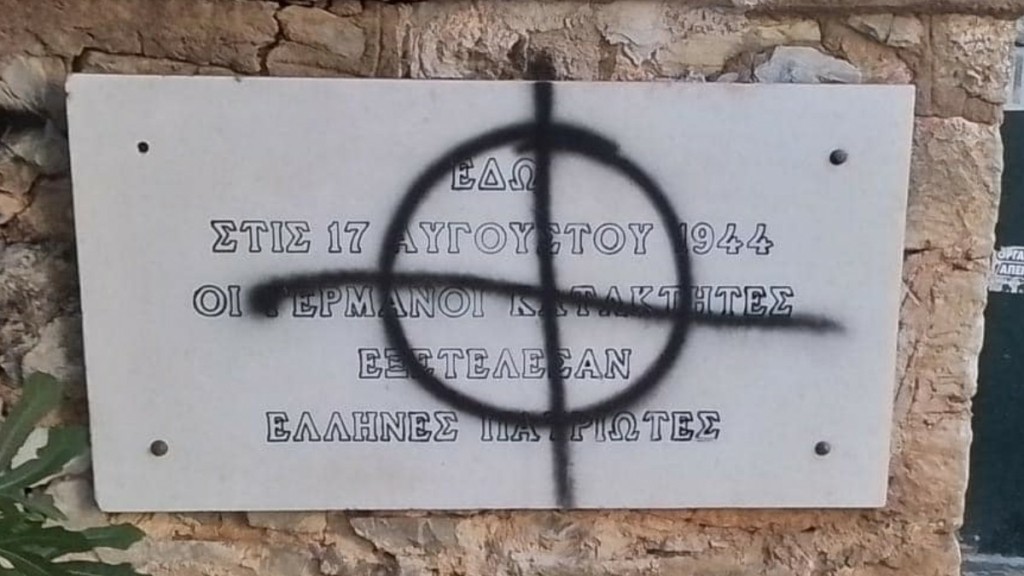 ΕΔΩ
ΣΤΙΣ 17 ΑΥΓΟΥΣΤΟΥ 1944
ΟΙ ΓΕΡΜΑΝΟΙ ΚΑΤΑΚΤΗΤΕΣ
ΕΞΕΤΕΛΕΣΑΝ
ΕΛΛΗΝΕΣ ΠΑΤΡΙΩΤΕΣ